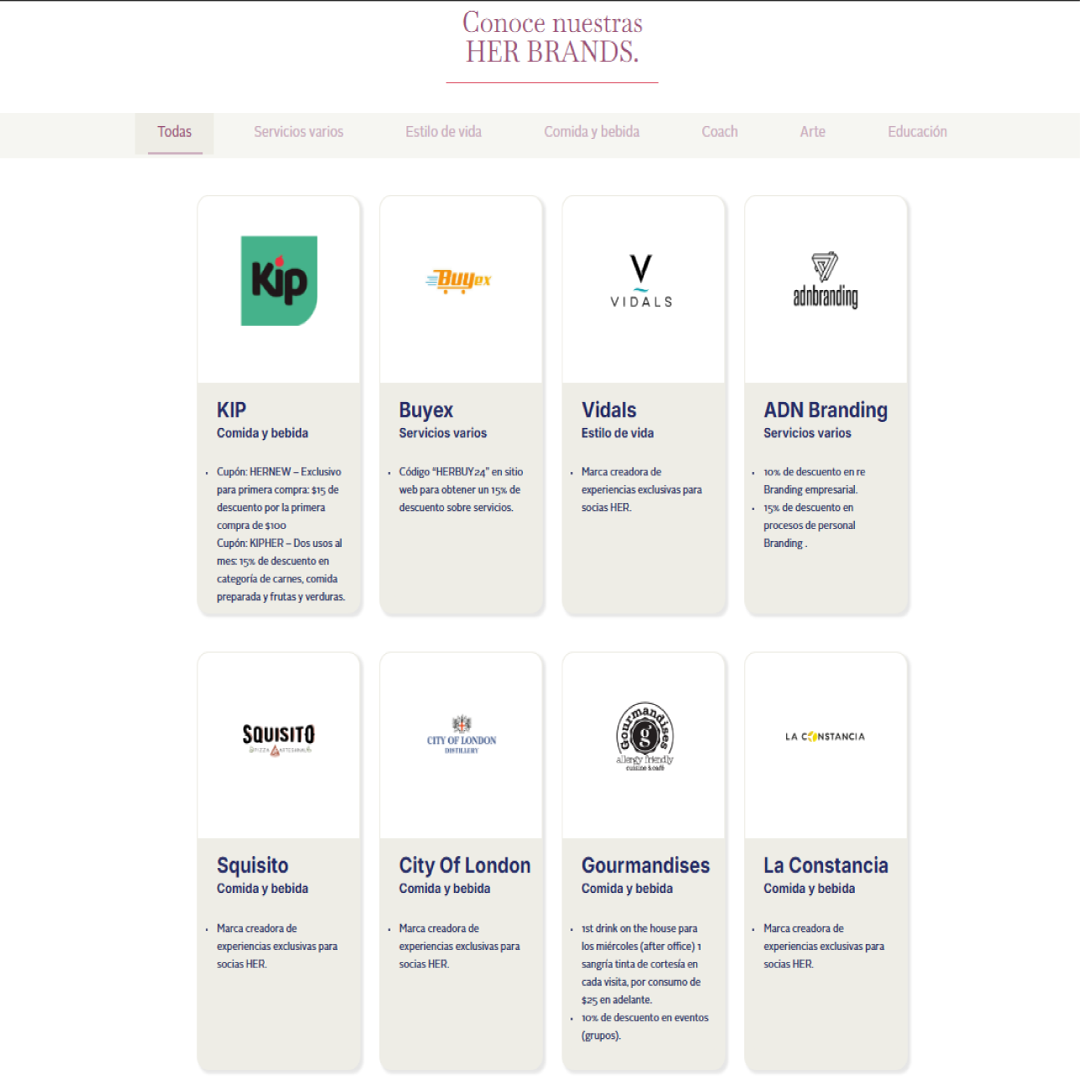 Conoce nuestras
HER BRANDS.
Todas
Servicios varios
Estilo de vida
Comida y bebida
Coach
Arte
Educación
Kip
Buyex
V
VIDALS
adnbranding
KIP
Comida y bebida
• Cupón: HERNEW – Exclusivo
para primera compra: $15 de
descuento por la primera
compra de $100
Cupón: KIPHER – Dos usos al
mes: 15% de descuento en
categoría de carnes, comida
preparada y frutas y verduras.
Buyex
Servicios varios
• Código "HERBUY24" en sitio
web para obtener un 15% de
descuento sobre servicios.
Vidals
Estilo de vida
• Marca creadora de
experiencias exclusivas para
socias HER.
ADN Branding
Servicios varios
• 10% de descuento en re
Branding empresarial.
• 15% de descuento en
procesos de personal
Branding .
SQUISITO
PIZZA ARTESANAL
CITY OF LONDON
DISTILLERY
Gourmandises
g
allergy friendly
cuisine & café
LA CONSTANCIA
Squisito
Comida y bebida
• Marca creadora de
experiencias exclusivas para
socias HER.
City Of London
Comida y bebida
• Marca creadora de
experiencias exclusivas para
socias HER.
Gourmandises
Comida y bebida
• 1st drink on the house para
los miércoles (after office) 1
sangría tinta de cortesía en
cada visita, por consumo de
$25 en adelante.
• 10% de descuento en eventos
(grupos).
La Constancia
Comida y bebida
• Marca creadora de
experiencias exclusivas para
socias HER.